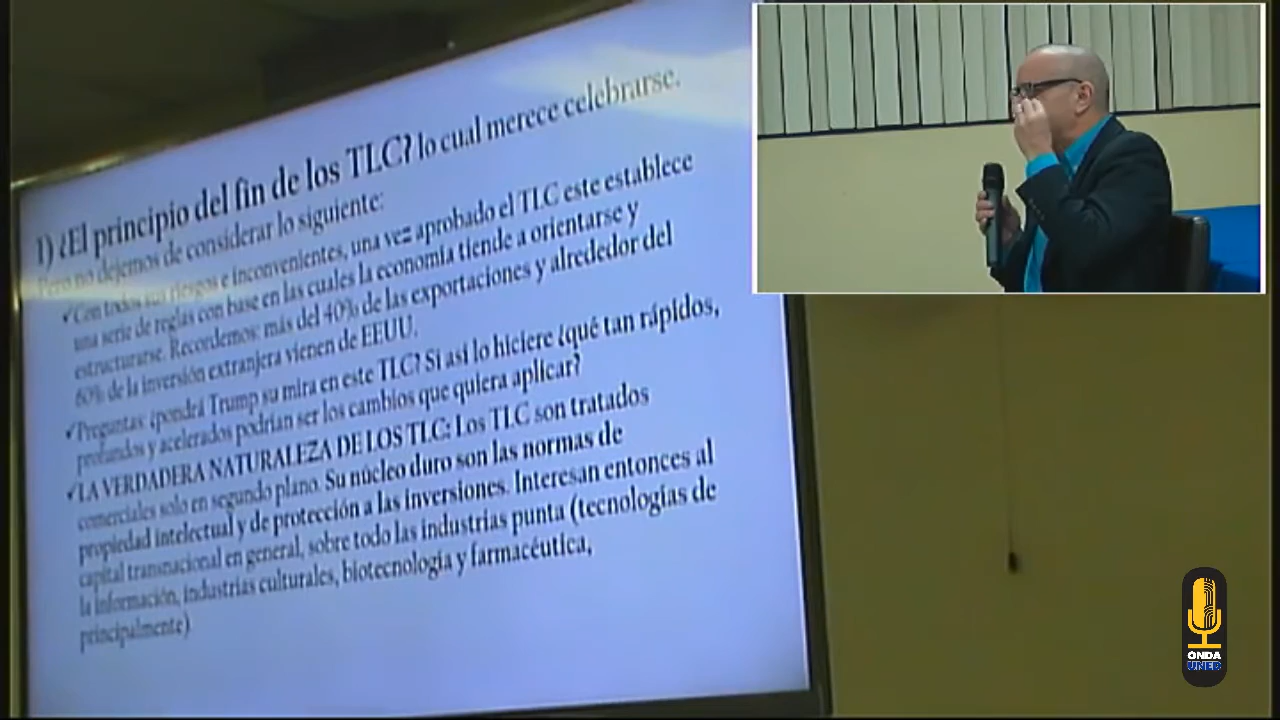 1) ¿El principio del fin de los TLC? lo cual merece celebrarse.
Pero no dejemos de considerar lo siguiente:
✓Con todos sus riesgos e inconvenientes, una vez aprobado el TLC este establece
una serie de reglas con base en las cuales la economía tiende a orientarse y
estructurarse. Recordemos: más del 40% de las exportaciones y alrededor del
60% de la inversión extranjera vienen de EEUU.
✓Preguntas: ¿pondrá Trump su mira en este TLC? Si así lo hiciere ¿qué tan rápidos,
profundos y acelerados podrían ser los cambios que quiera aplicar?
✓LA VERDADERA NATURALEZA DE LOS TLC: Los TLC son tratados
comerciales solo en segundo plano. Su núcleo duro son las normas de
propiedad intelectual y de protección a las inversiones. Interesan entonces al
capital transnacional en general, sobre todo las industrias punta (tecnologías de
la información, industrias culturales, biotecnología y farmacéutica,
principalmente)
ONDA
UNED